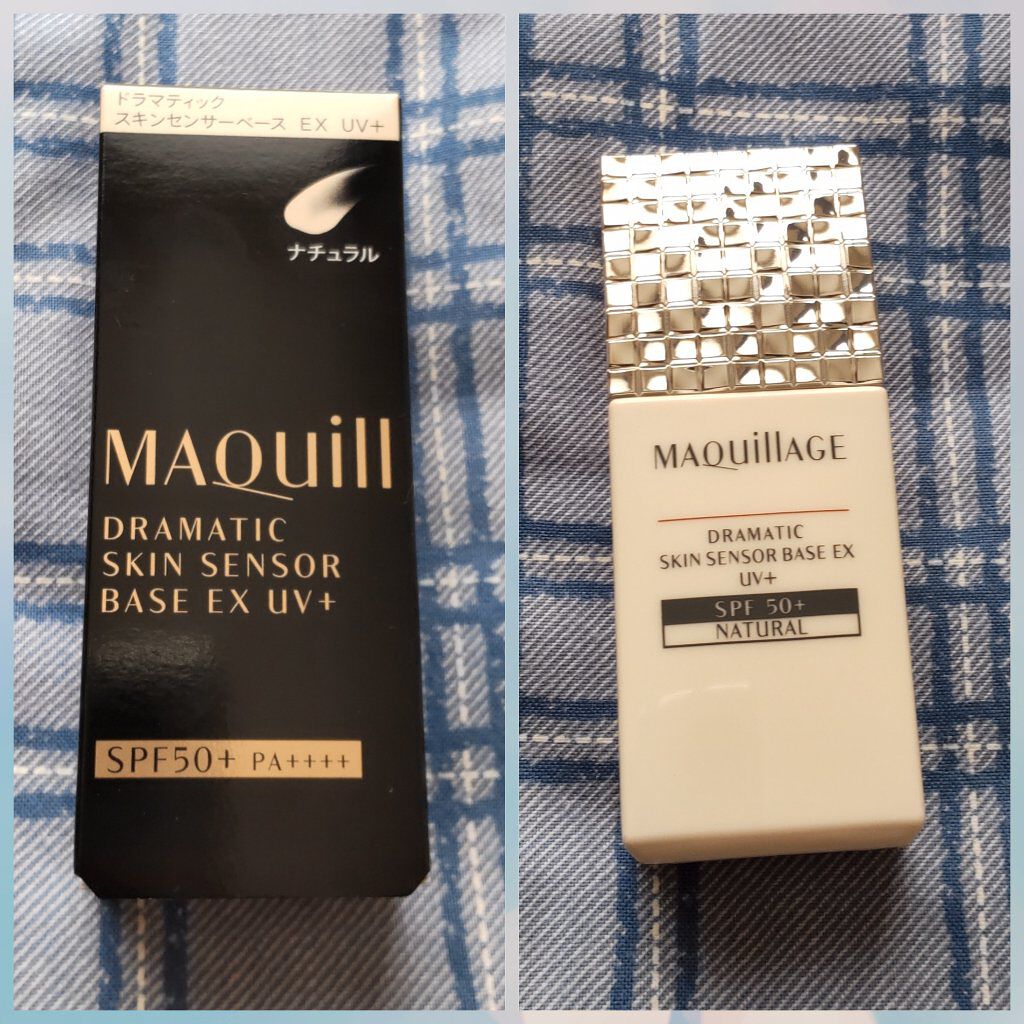 ドラマティック
スキンセンサーベース EX UV+
ナチュラル
MAQuill
DRAMATIC
SKIN SENSOR
BASE EX UV+
SPF50+ PA++++
MAQuillAGE
DRAMATIC
SKIN SENSOR BASE EX
UV+
SPF 50+
NATURAL